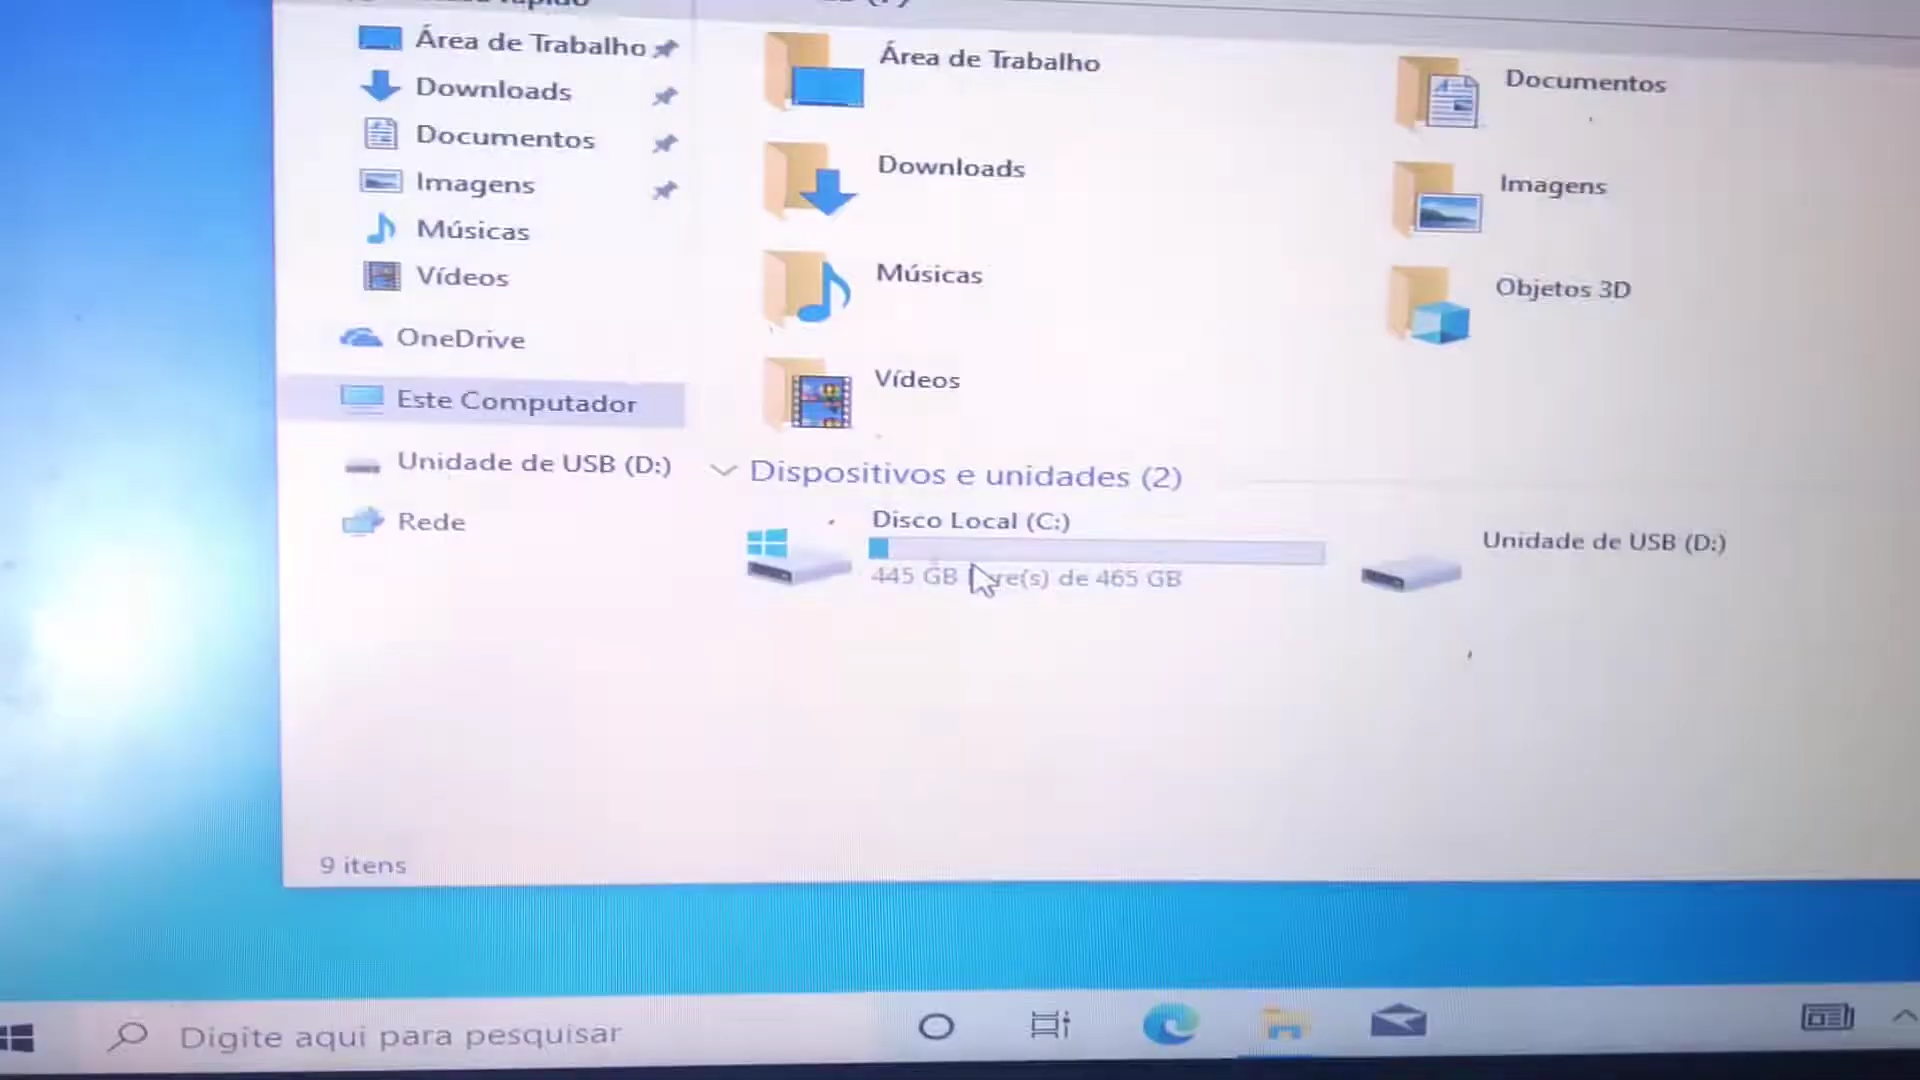 Área de Trabalho
Downloads
Documentos
Imagens
Músicas
Vídeos
OneDrive
Este Computador
Unidade de USB (D:)
Rede
Área de Trabalho
Documentos
Downloads
Imagens
Músicas
Objetos 3D
Vídeos
Dispositivos e unidades (2)
Disco Local (C:)
445 GB livre(s) de 465 GB
Unidade de USB (D:)
9 itens
Digite aqui para pesquisar